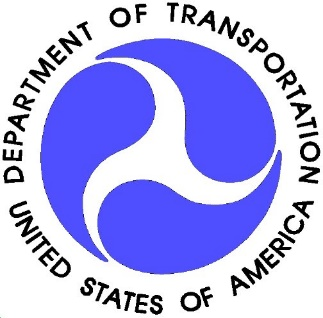 DEPARTMENT OF TRANSPORTATION
UNITED STATES OF AMERICA